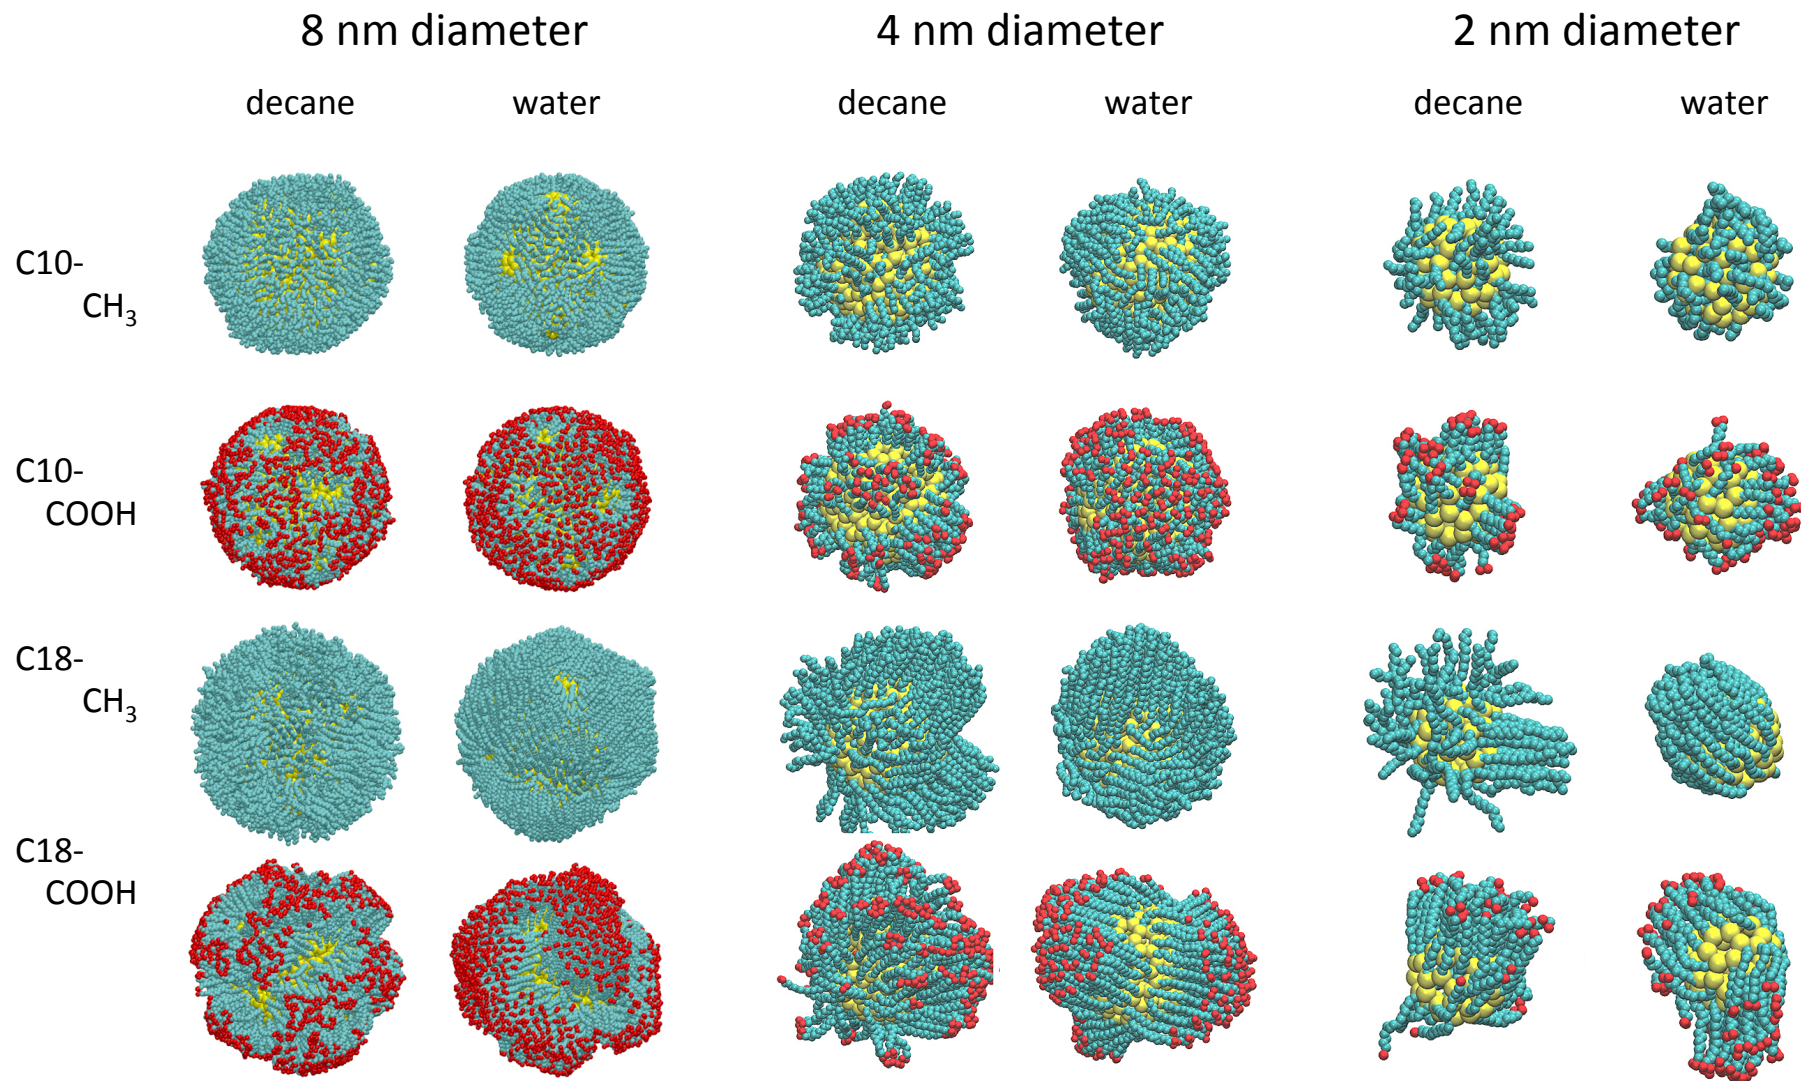 8 nm diameter 4 nm diameter 2 nm diameter
decane water decane water decane water
C10-
CH₃
C10-
COOH
C18-
CH₃
C18-
COOH